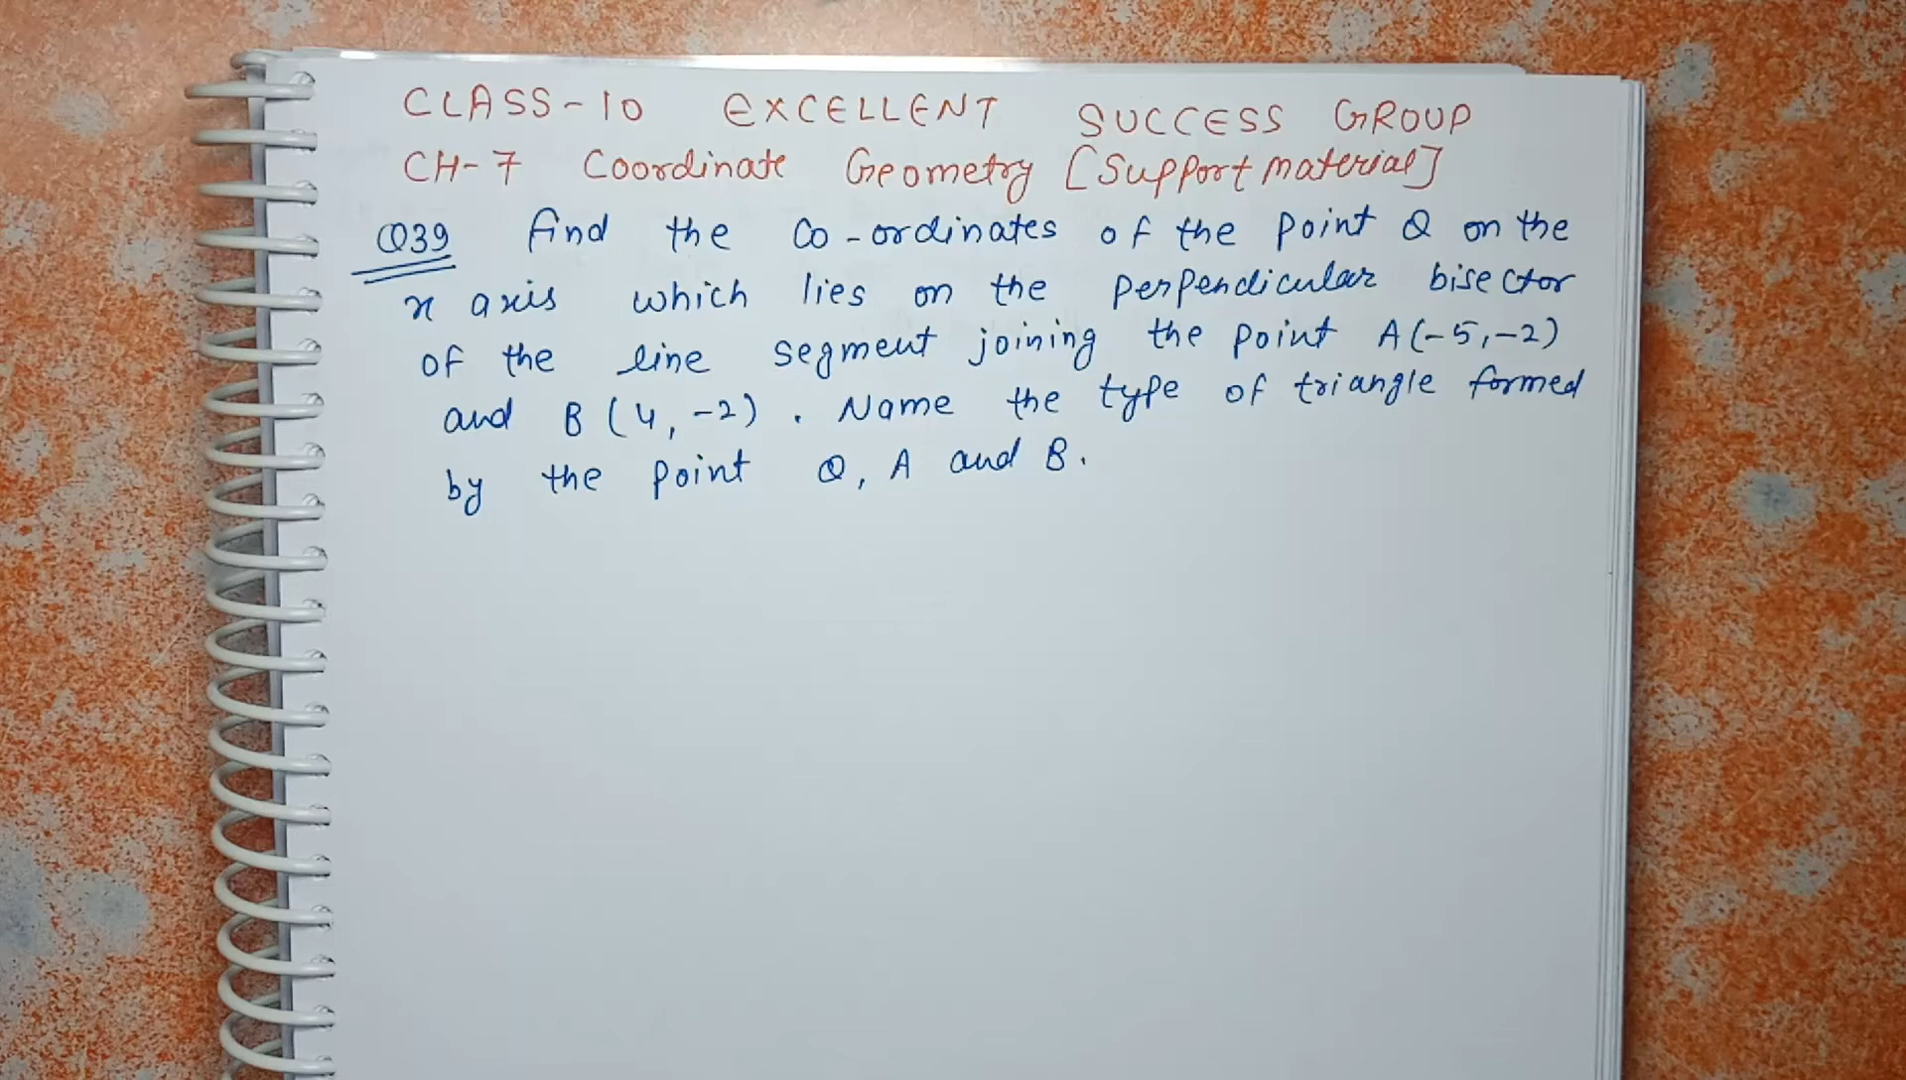 CLASS-10 EXCELLENT SUCCESS GROUP
CH-7 Coordinate Geometry [Support material]
Q39 find the Co-ordinates of the Point Q on the
x axis which lies on the perpendicular bisector
of the line segment joining the point A(-5,-2)
and B(4,-2). Name the type of triangle formed
by the point Q, A and B.